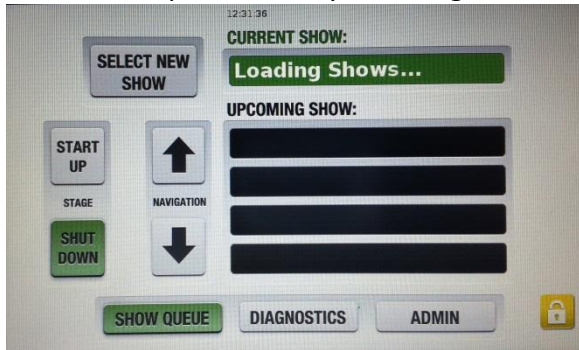 12:31:36
CURRENT SHOW:
SELECT NEW
SHOW
Loading Shows...
UPCOMING SHOW:
START
UP
STAGE
NAVIGATION
SHUT
DOWN
SHOW QUEUE
DIAGNOSTICS
ADMIN